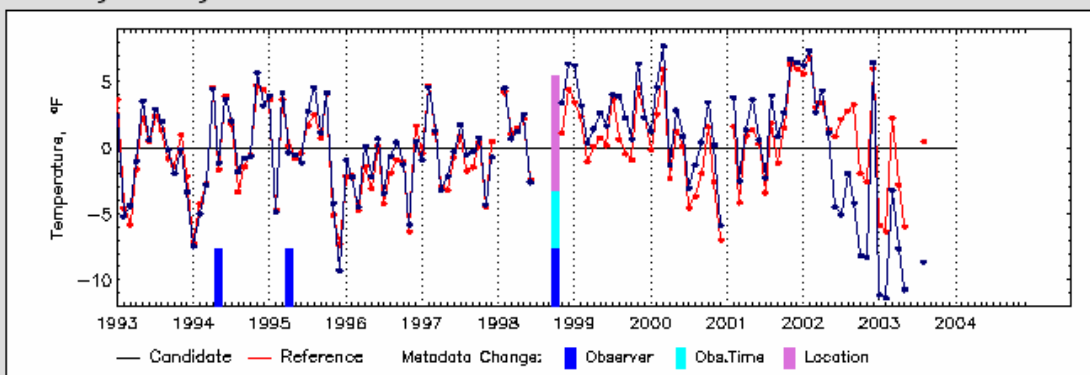 5
0
−5
−10
Temperature, °F
1993 1994 1995 1996 1997 1998 1999 2000 2001 2002 2003 2004
Candidate Reference Metadata Change: Observer Obs.Time Location